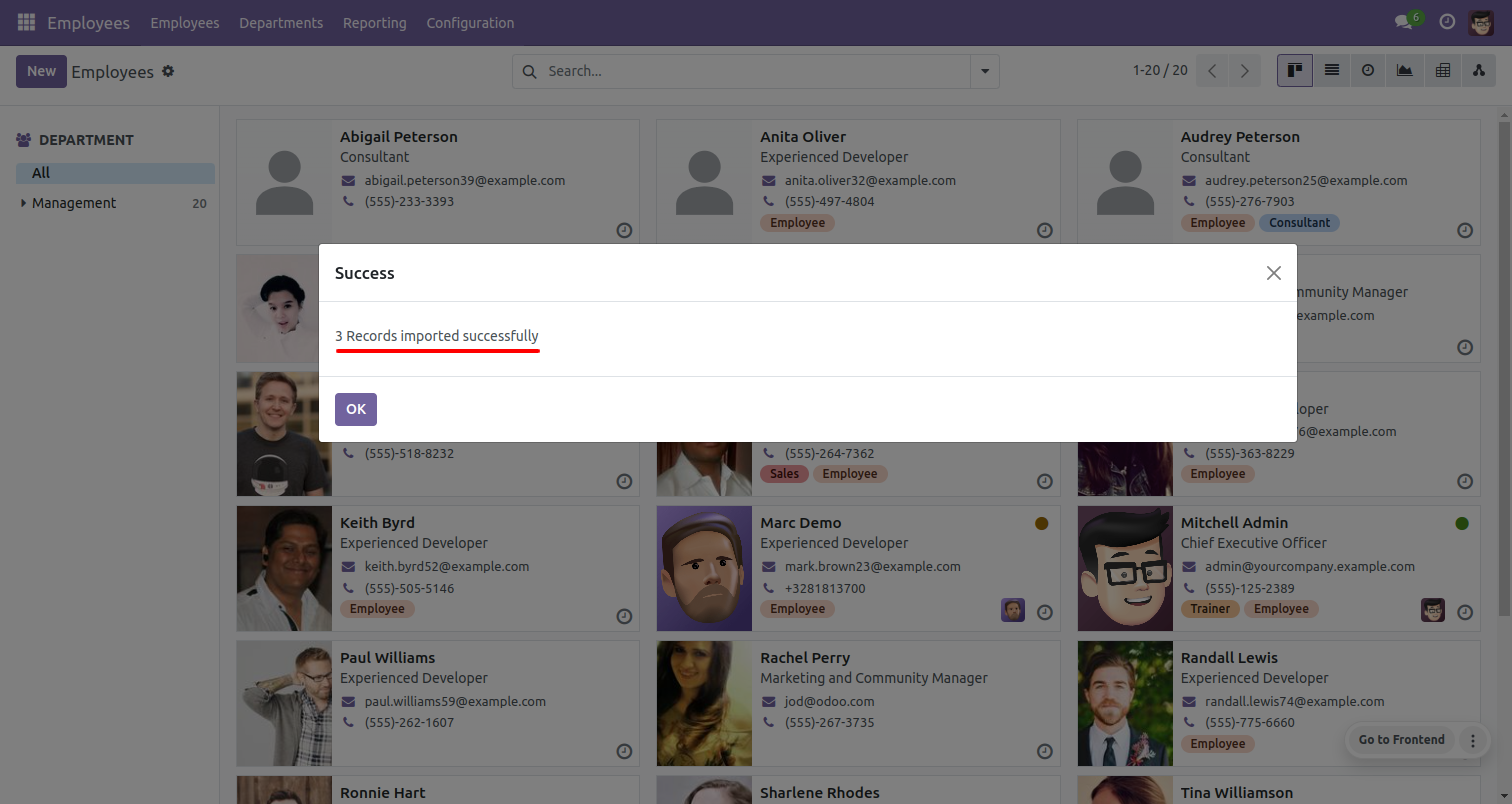 Employees Employees Departments Reporting Configuration 6
New Employees Search... 1-20 / 20
DEPARTMENT
All
Management 20
Abigail Peterson
Consultant
abigail.peterson39@example.com
(555)-233-3393
Anita Oliver
Experienced Developer
anita.oliver32@example.com
(555)-497-4804
Employee
Audrey Peterson
Consultant
audrey.peterson25@example.com
(555)-276-7903
Employee Consultant
Success
3 Records imported successfully
OK
mmunity Manager
example.com
loper
6@example.com
(555)-518-8232
(555)-264-7362
Sales Employee
(555)-363-8229
Employee
Keith Byrd
Experienced Developer
keith.byrd52@example.com
(555)-505-5146
Employee
Marc Demo
Experienced Developer
mark.brown23@example.com
+3281813700
Employee
Mitchell Admin
Chief Executive Officer
admin@yourcompany.example.com
(555)-125-2389
Trainer Employee
Paul Williams
Experienced Developer
paul.williams59@example.com
(555)-262-1607
Rachel Perry
Marketing and Community Manager
jod@odoo.com
(555)-267-3735
Randall Lewis
Experienced Developer
randall.lewis74@example.com
(555)-775-6660
Employee
Go to Frontend
Ronnie Hart
Sharlene Rhodes
Tina Williamson